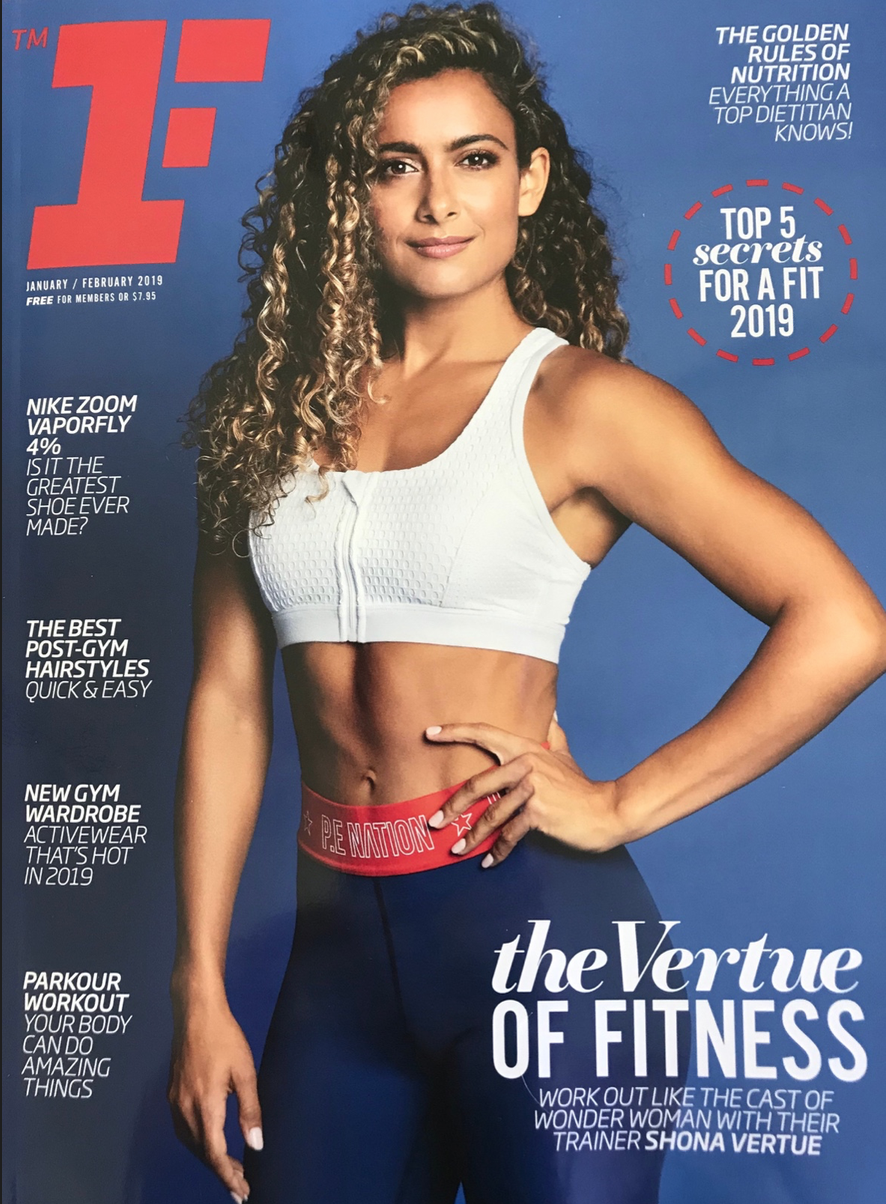 TM
1F
JANUARY / FEBRUARY 2019
FREE FOR MEMBERS OR $7.95
THE GOLDEN
RULES OF
NUTRITION
EVERYTHING A
TOP DIETITIAN
KNOWS!
TOP 5
secrets
FOR A FIT
2019
NIKE ZOOM
VAPORFLY
4%
IS IT THE
GREATEST
SHOE EVER
MADE?
THE BEST
POST-GYM
HAIRSTYLES
QUICK & EASY
NEW GYM
WARDROBE
ACTIVEWEAR
THAT'S HOT
IN 2019
PARKOUR
WORKOUT
YOUR BODY
CAN DO
AMAZING
THINGS
P.E NATION
the Vertue
OF FITNESS
WORK OUT LIKE THE CAST OF
WONDER WOMAN WITH THEIR
TRAINER SHONA VERTUE